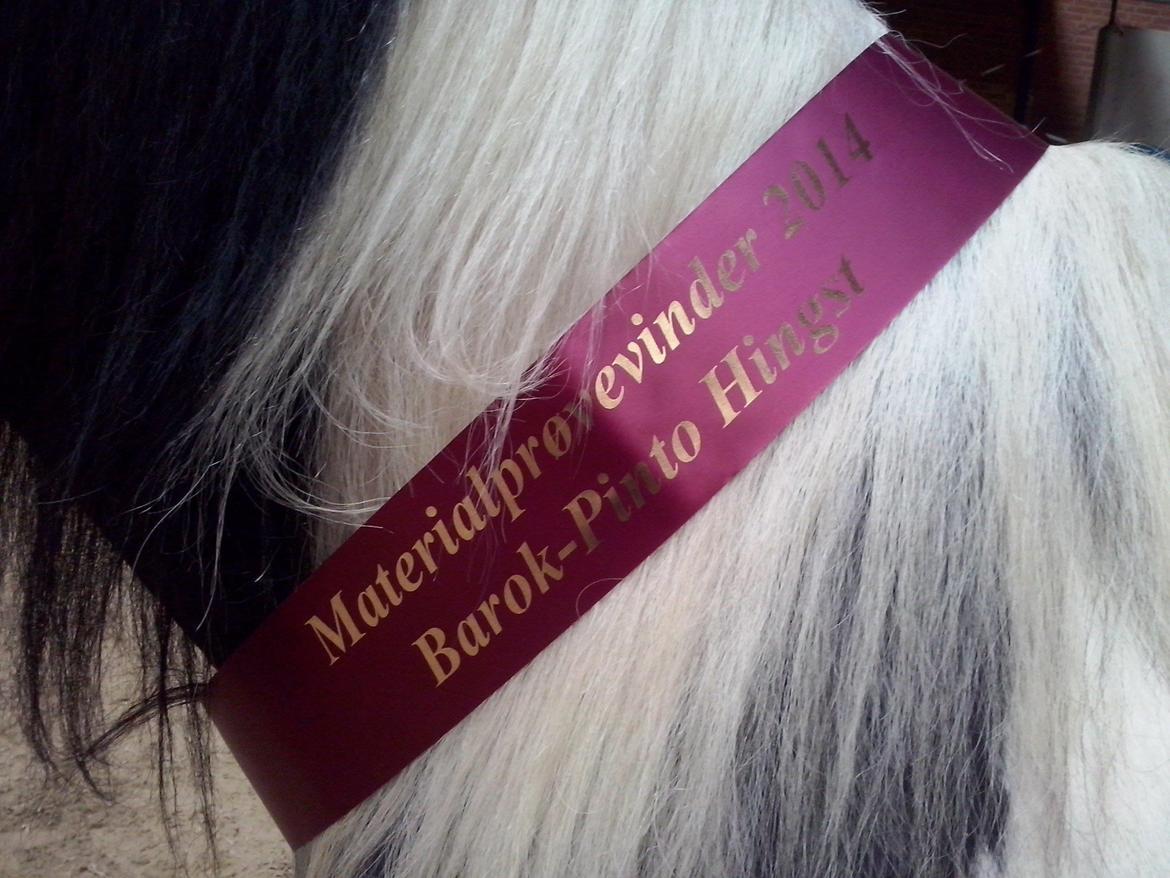 Materialprøvevinder 2014
Barok-Pinto Hingst